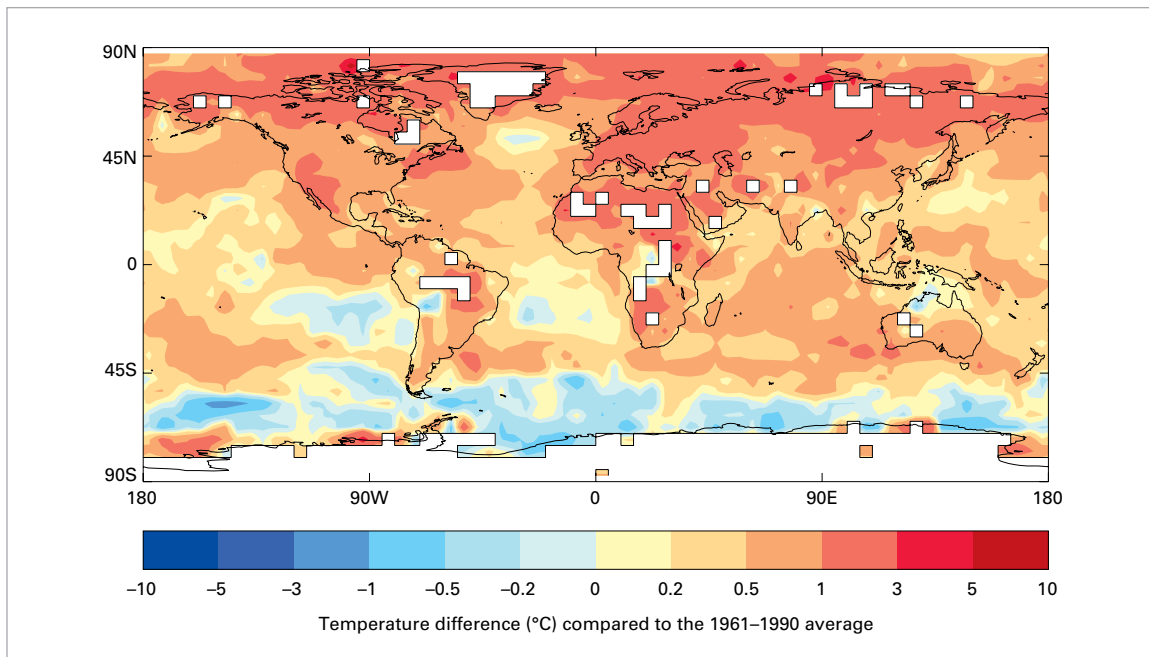 90N
45N
0
45S
90S
180 90W 0 90E 180
–10 –5 –3 –1 –0.5 –0.2 0 0.2 0.5 1 3 5 10
Temperature difference (°C) compared to the 1961–1990 average